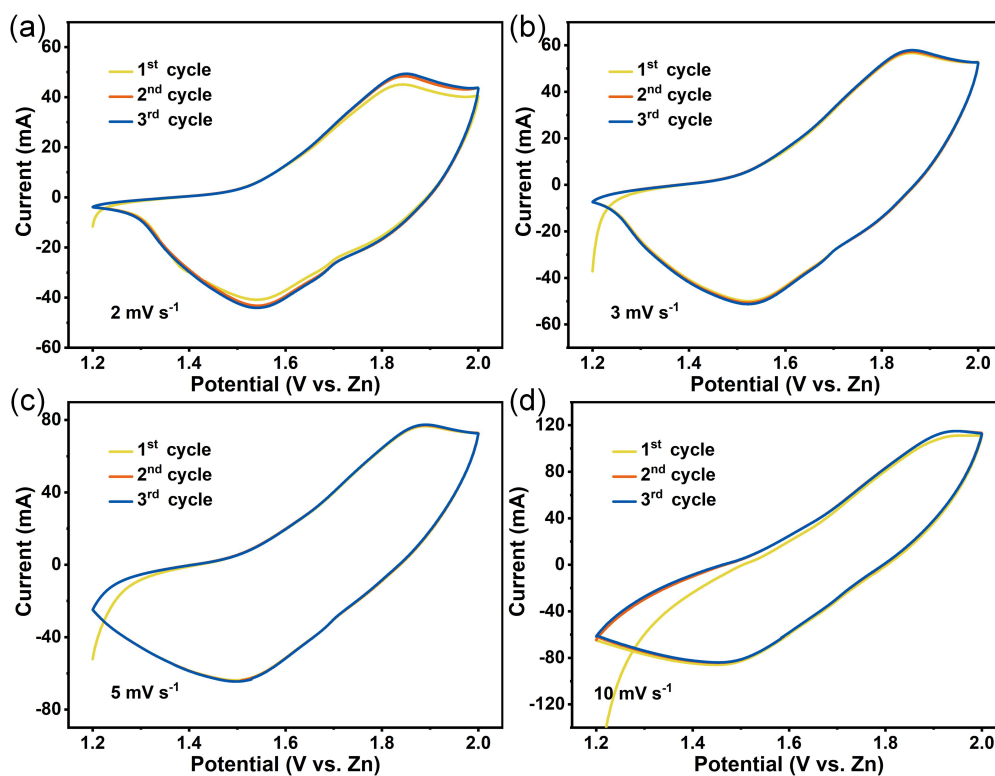 (a)
60
40
20
0
-20
-40
-60
Current (mA)
1st cycle
2nd cycle
3rd cycle
2 mV s-1
1.2 1.4 1.6 1.8 2.0
Potential (V vs. Zn)
(b)
60
40
20
0
-20
-40
-60
Current (mA)
1st cycle
2nd cycle
3rd cycle
3 mV s-1
1.2 1.4 1.6 1.8 2.0
Potential (V vs. Zn)
(c)
80
40
0
-40
-80
Current (mA)
1st cycle
2nd cycle
3rd cycle
5 mV s-1
1.2 1.4 1.6 1.8 2.0
Potential (V vs. Zn)
(d)
120
80
40
0
-40
-80
-120
Current (mA)
1st cycle
2nd cycle
3rd cycle
10 mV s-1
1.2 1.4 1.6 1.8 2.0
Potential (V vs. Zn)